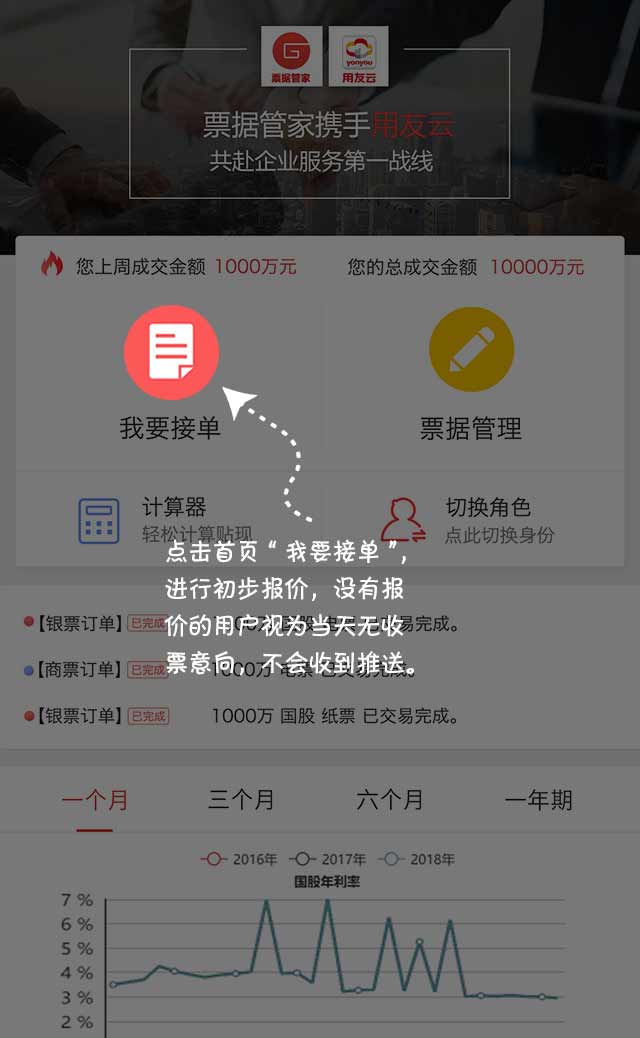 票据管家
yonyou
用友云
票据管家携手用友云
共赴企业服务第一战线
您上周成交金额 1000万元
您的总成交金额 10000万元
我要接单
票据管理
计算器
轻松计算贴现
切换角色
点此切换身份
点击首页“我要接单”,
进行初步报价，没有报
价的用户视为当天无收
票意向，不会收到推送。
【银票订单】 已完成 完成。
【商票订单】 已完成 1000万 已交易完成。
【银票订单】 已完成 1000万 国股 纸票 已交易完成。
一个月 三个月 六个月 一年期
2016年 2017年 2018年
国股年利率
7 %
6 %
5 %
4 %
3 %
2 %